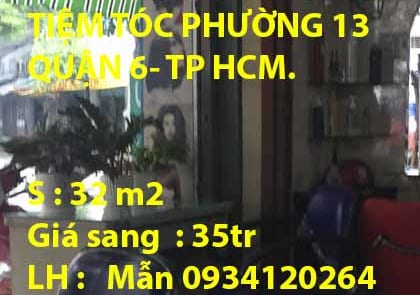 TIỆM TÓC PHƯỜNG 13
QUẬN 6- TP HCM.
S : 32 m2
Giá sang : 35tr
LH : Mẫn 0934120264